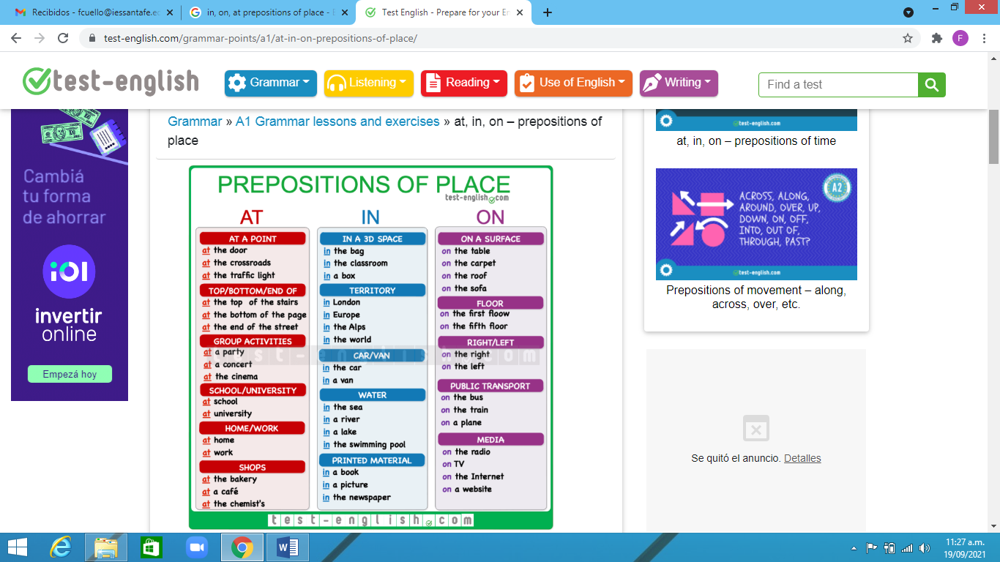 Recibidos - fcuello@iessantafe.ec
in, on, at prepositions of place - E
Test English - Prepare for your En
test-english.com/grammar-points/a1/at-in-on-prepositions-of-place/
F
test-english
Grammar
Listening
Reading
Use of English
Writing
Find a test
Cambiá
tu forma
de ahorrar
iol
invertir
online
Empezá hoy
Grammar » A1 Grammar lessons and exercises » at, in, on – prepositions of
place
PREPOSITIONS OF PLACE
test-english.com
AT
AT A POINT
at the door
at the crossroads
at the traffic light
TOP/BOTTOM/END OF
at the top of the stairs
at the bottom of the page
at the end of the street
GROUP ACTIVITIES
at a party
at a concert
at the cinema
SCHOOL/UNIVERSITY
at school
at university
HOME/WORK
at home
at work
SHOPS
at the bakery
at a café
at the chemist's
IN
IN A 3D SPACE
in the bag
in the classroom
in a box
TERRITORY
in London
in Europe
in the Alps
in the world
CAR/VAN
in the car
in a van
WATER
in the sea
in a river
in a lake
in the swimming pool
PRINTED MATERIAL
in a book
in a picture
in the newspaper
ON
ON A SURFACE
on the table
on the carpet
on the roof
on the sofa
FLOOR
on the first floow
on the fifth floor
RIGHT/LEFT
on the right
on the left
PUBLIC TRANSPORT
on the bus
on the train
on a plane
MEDIA
on the radio
on TV
on the Internet
on a website
test-english.com
test-english.com
test-english.com
at, in, on – prepositions of time
A2
ACROSS, ALONG,
AROUND, OVER, UP,
DOWN, ON, OFF,
INTO, OUT OF,
THROUGH, PAST?
test-english.com
Prepositions of movement – along,
across, over, etc.
Se quitó el anuncio. Detalles
11:27 a.m.
19/09/2021